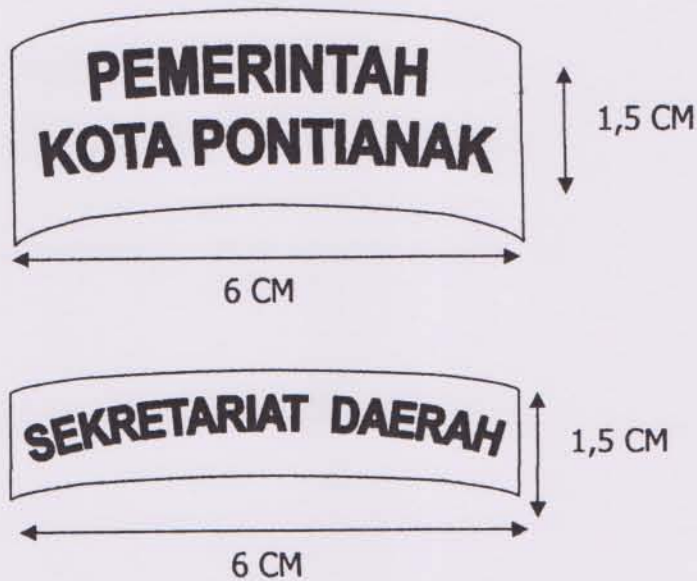 PEMERINTAH
KOTA PONTIANAK
1,5 CM
6 CM
SEKRETARIAT DAERAH
1,5 CM
6 CM